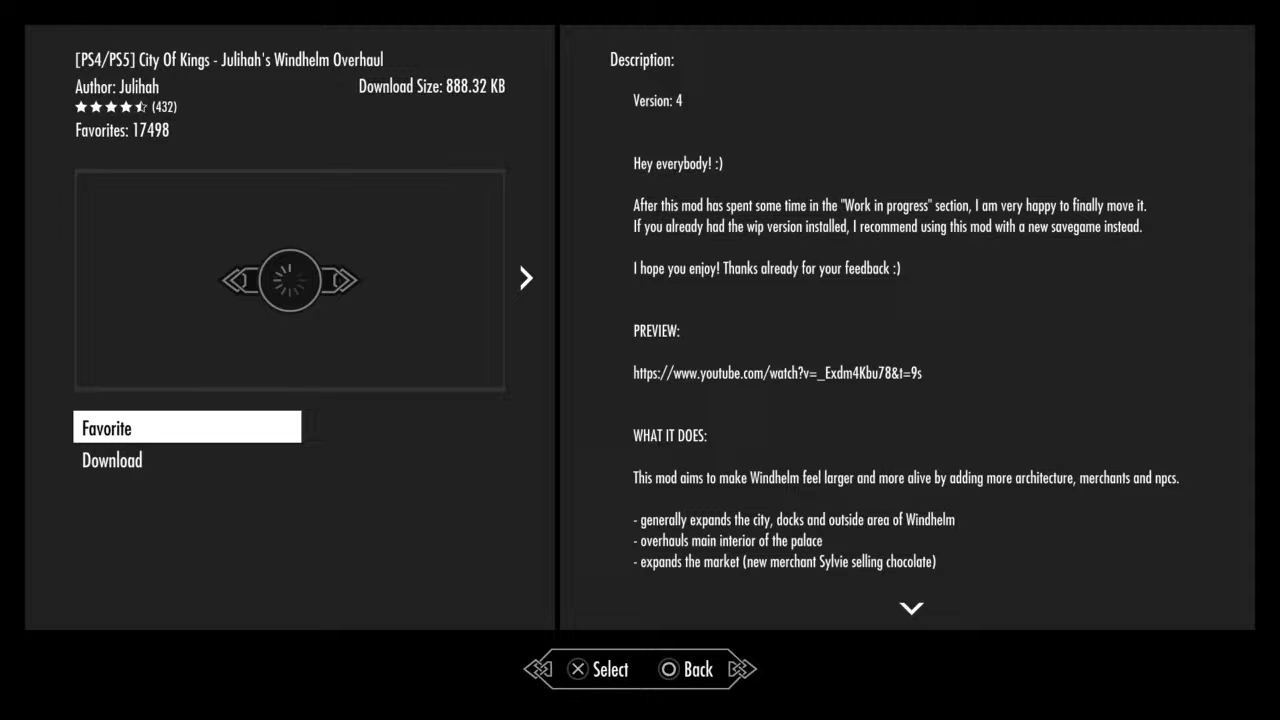 [PS4/PS5] City Of Kings - Julihah's Windhelm Overhaul
Author: Julihah
Download Size: 888.32 KB
(432)
Favorites: 17498
Favorite
Download
Description:
Version: 4
Hey everybody! :)
After this mod has spent some time in the "Work in progress" section, I am very happy to finally move it.
If you already had the wip version installed, I recommend using this mod with a new savegame instead.
I hope you enjoy! Thanks already for your feedback :)
PREVIEW:
https://www.youtube.com/watch?v=_Exdm4Kbu78&t=9s
WHAT IT DOES:
This mod aims to make Windhelm feel larger and more alive by adding more architecture, merchants and npcs.
- generally expands the city, docks and outside area of Windhelm
- overhauls main interior of the palace
- expands the market (new merchant Sylvie selling chocolate)
Select
Back